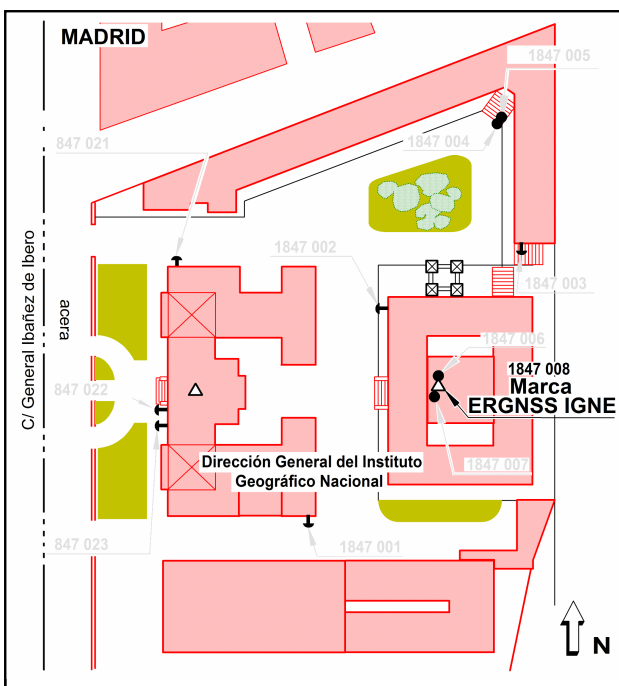 MADRID
1847 005
847 021
1847 004
1847 002
1847 003
C/ General Ibañez de Ibero
acera
1847 006
1847 008
Marca
ERGNSS IGNE
847 022
Dirección General del Instituto
Geográfico Nacional
1847 007
847 023
1847 001
N